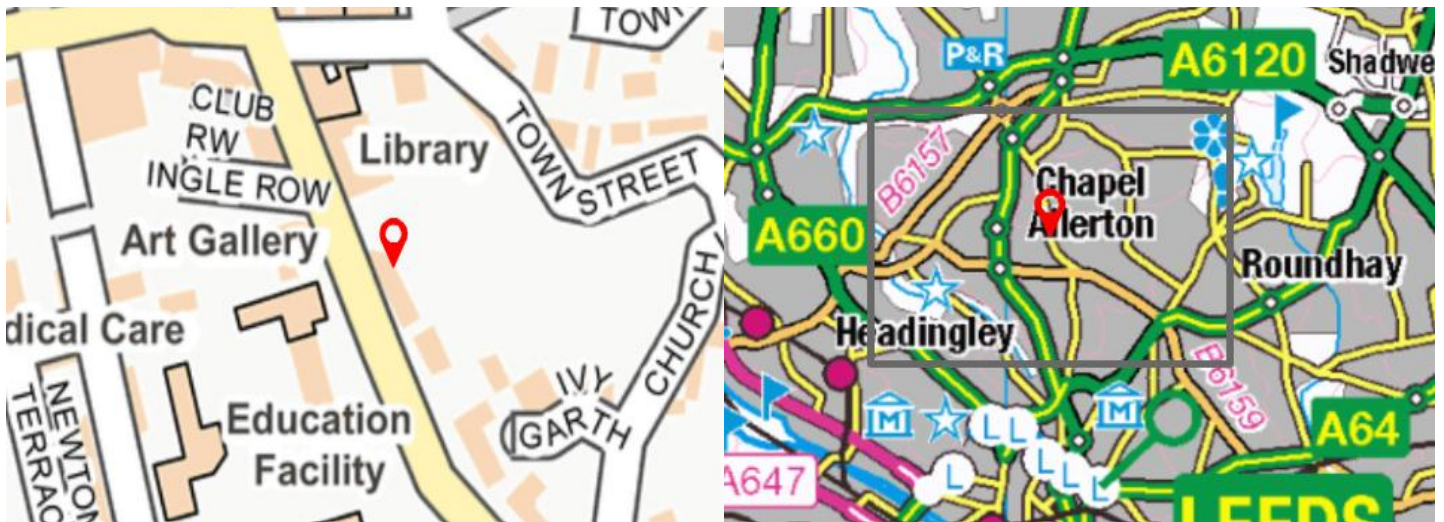 TOWN
CLUB
RW
Library
INGLE ROW
TOWN STREET
Art Gallery
CHURCH
dical Care
IVY
GARTH
NEWTON
TERRAC
Education
Facility
P&R
A6120
Shadwe
B6157
Chapel
Allerton
A660
Roundhay
Headingley
B6159
M
M
L
L
L
L
L
L
A64
A647
LEEDS